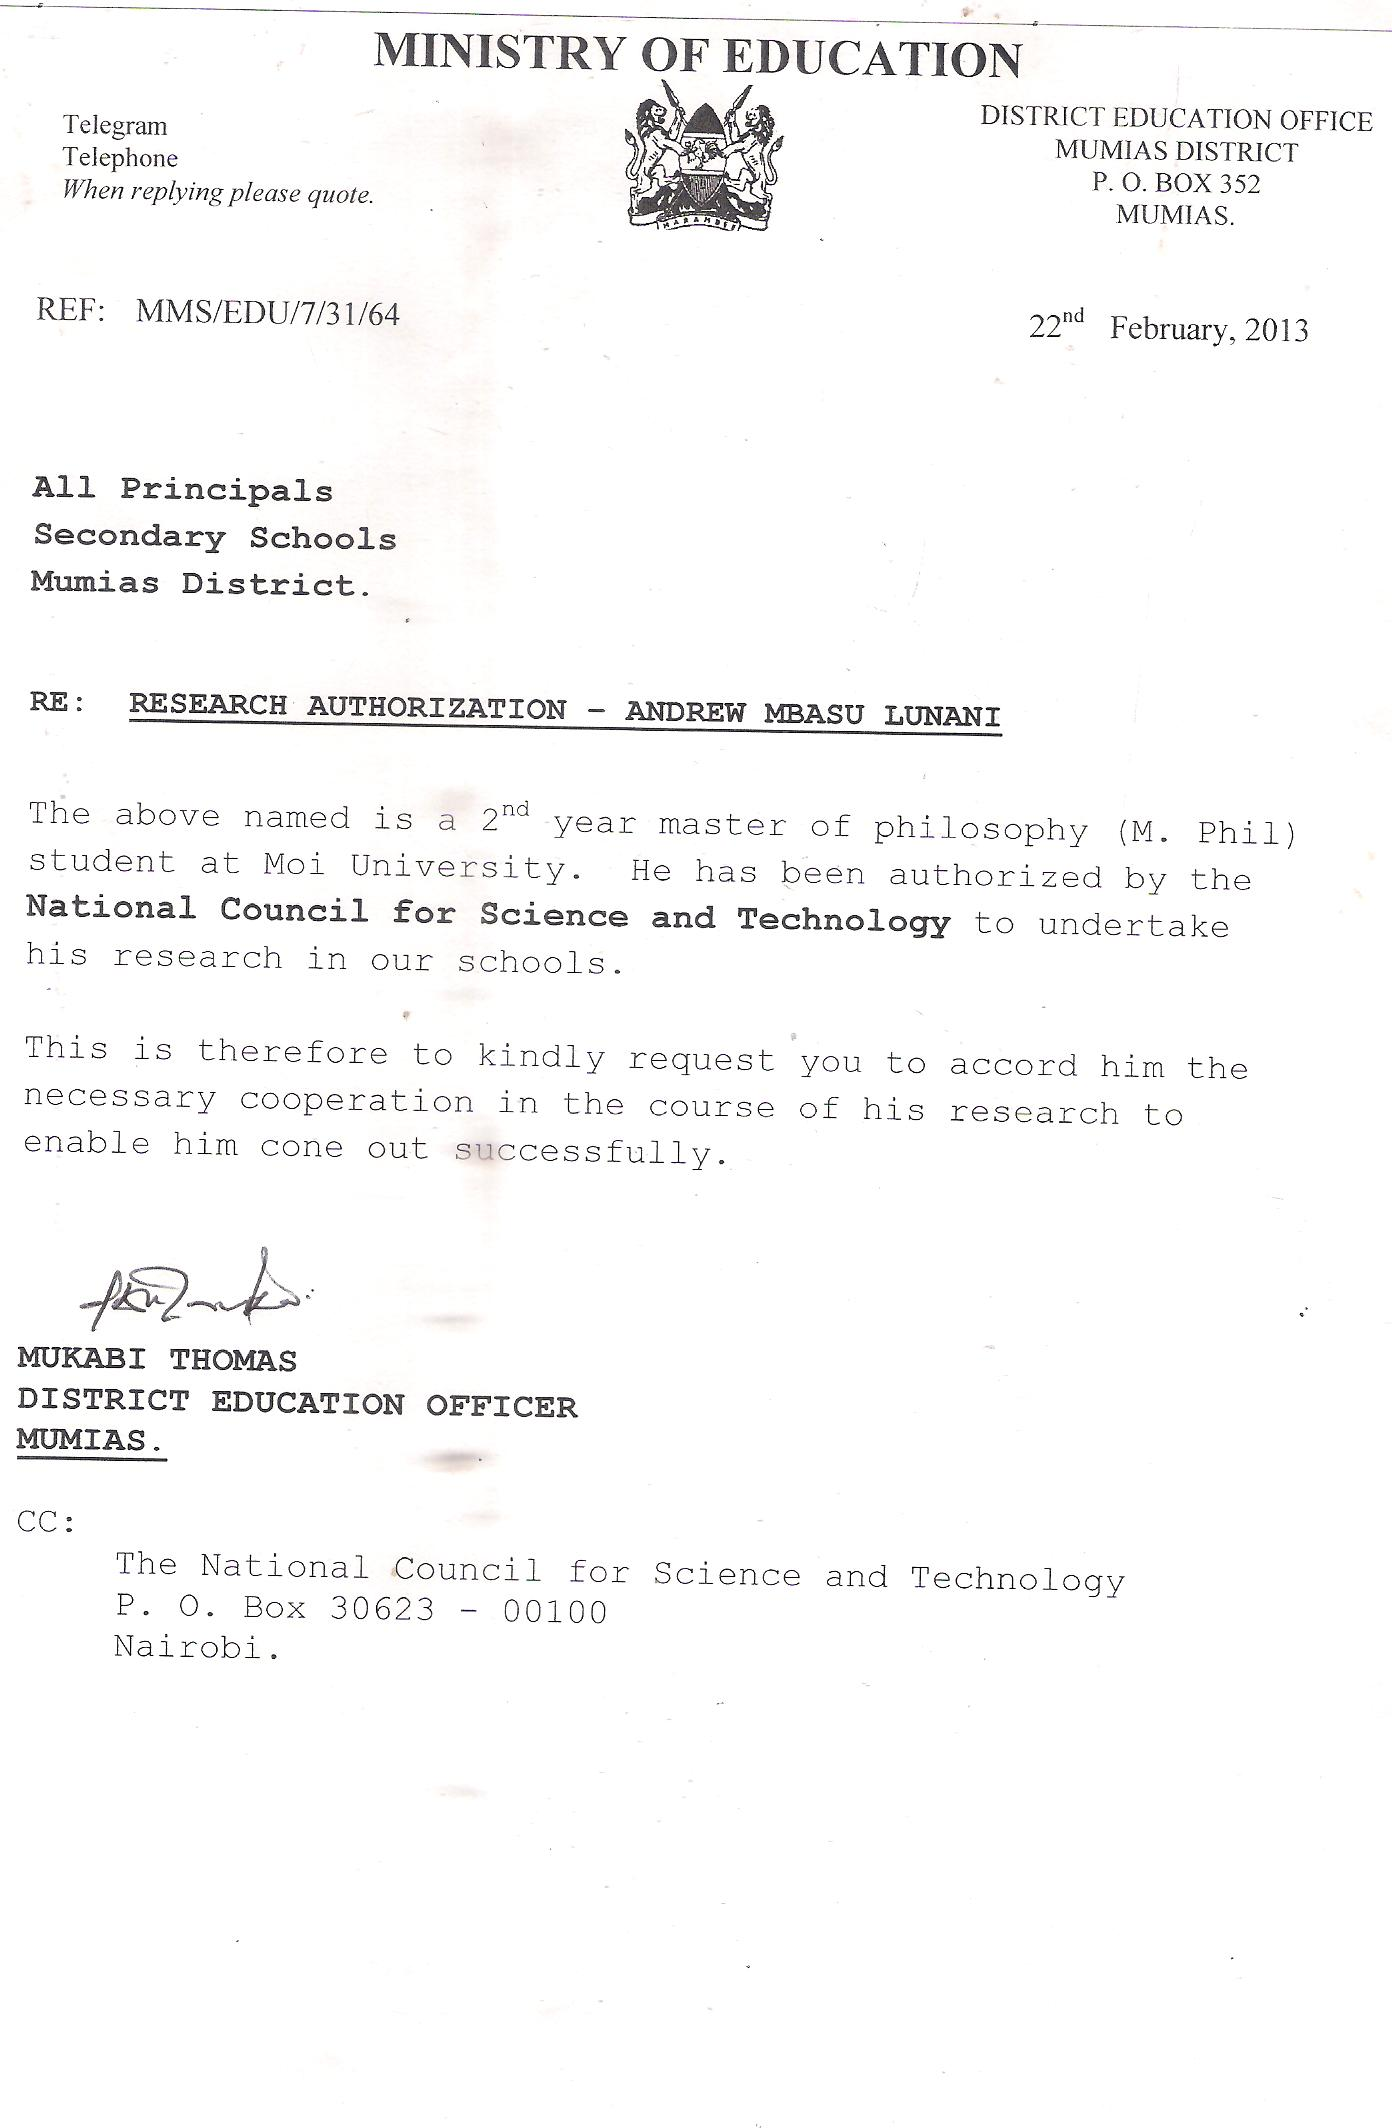 MINISTRY OF EDUCATION
Telegram
Telephone
When replying please quote.
HARAMBEE
DISTRICT EDUCATION OFFICE
MUMIAS DISTRICT
P. O. BOX 352
MUMIAS.
REF: MMS/EDU/7/31/64
22nd February, 2013
All Principals
Secondary Schools
Mumias District.
RE: RESEARCH AUTHORIZATION – ANDREW MBASU LUNANI
The above named is a 2nd year master of philosophy (M. Phil)
student at Moi University. He has been authorized by the
National Council for Science and Technology to undertake
his research in our schools.
This is therefore to kindly request you to accord him the
necessary cooperation in the course of his research to
enable him cone out successfully.
MUKABI THOMAS
DISTRICT EDUCATION OFFICER
MUMIAS.
CC:
The National Council for Science and Technology
P. O. Box 30623 – 00100
Nairobi.